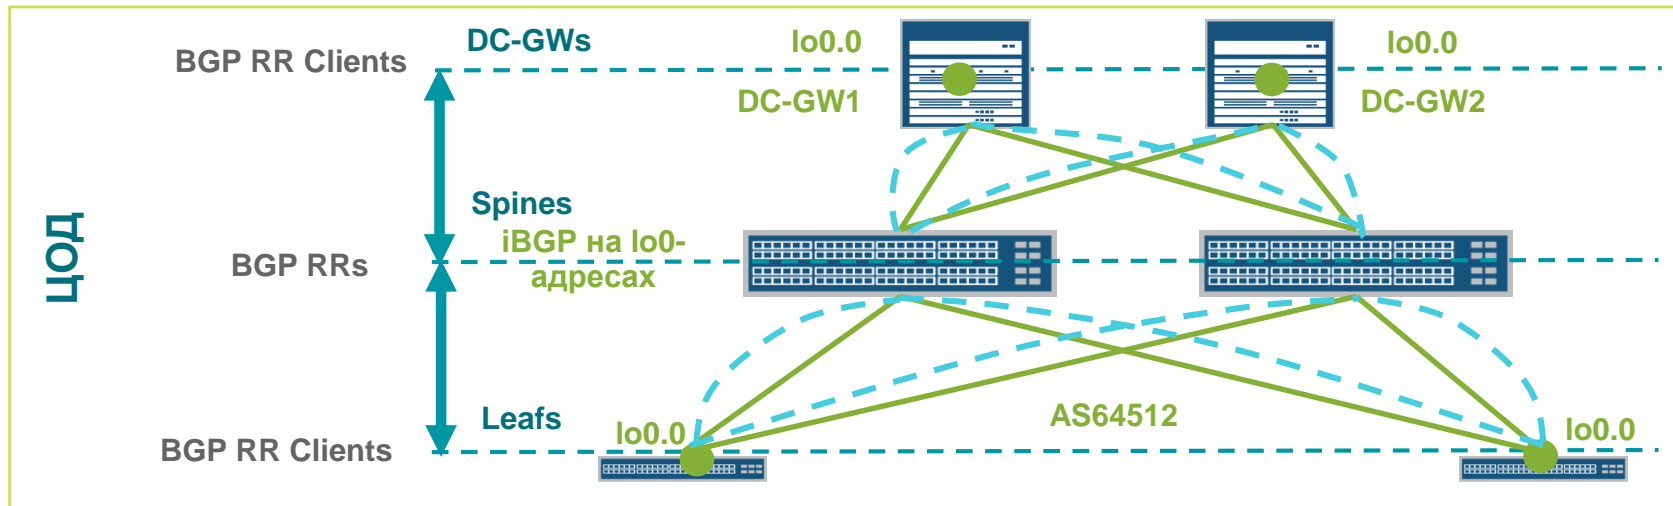 DC-GWs
lo0.0
lo0.0
BGP RR Clients
DC-GW1
DC-GW2
ЦОД
Spines
iBGP на lo0-
адресах
BGP RRs
AS64512
Leafs
lo0.0
lo0.0
BGP RR Clients